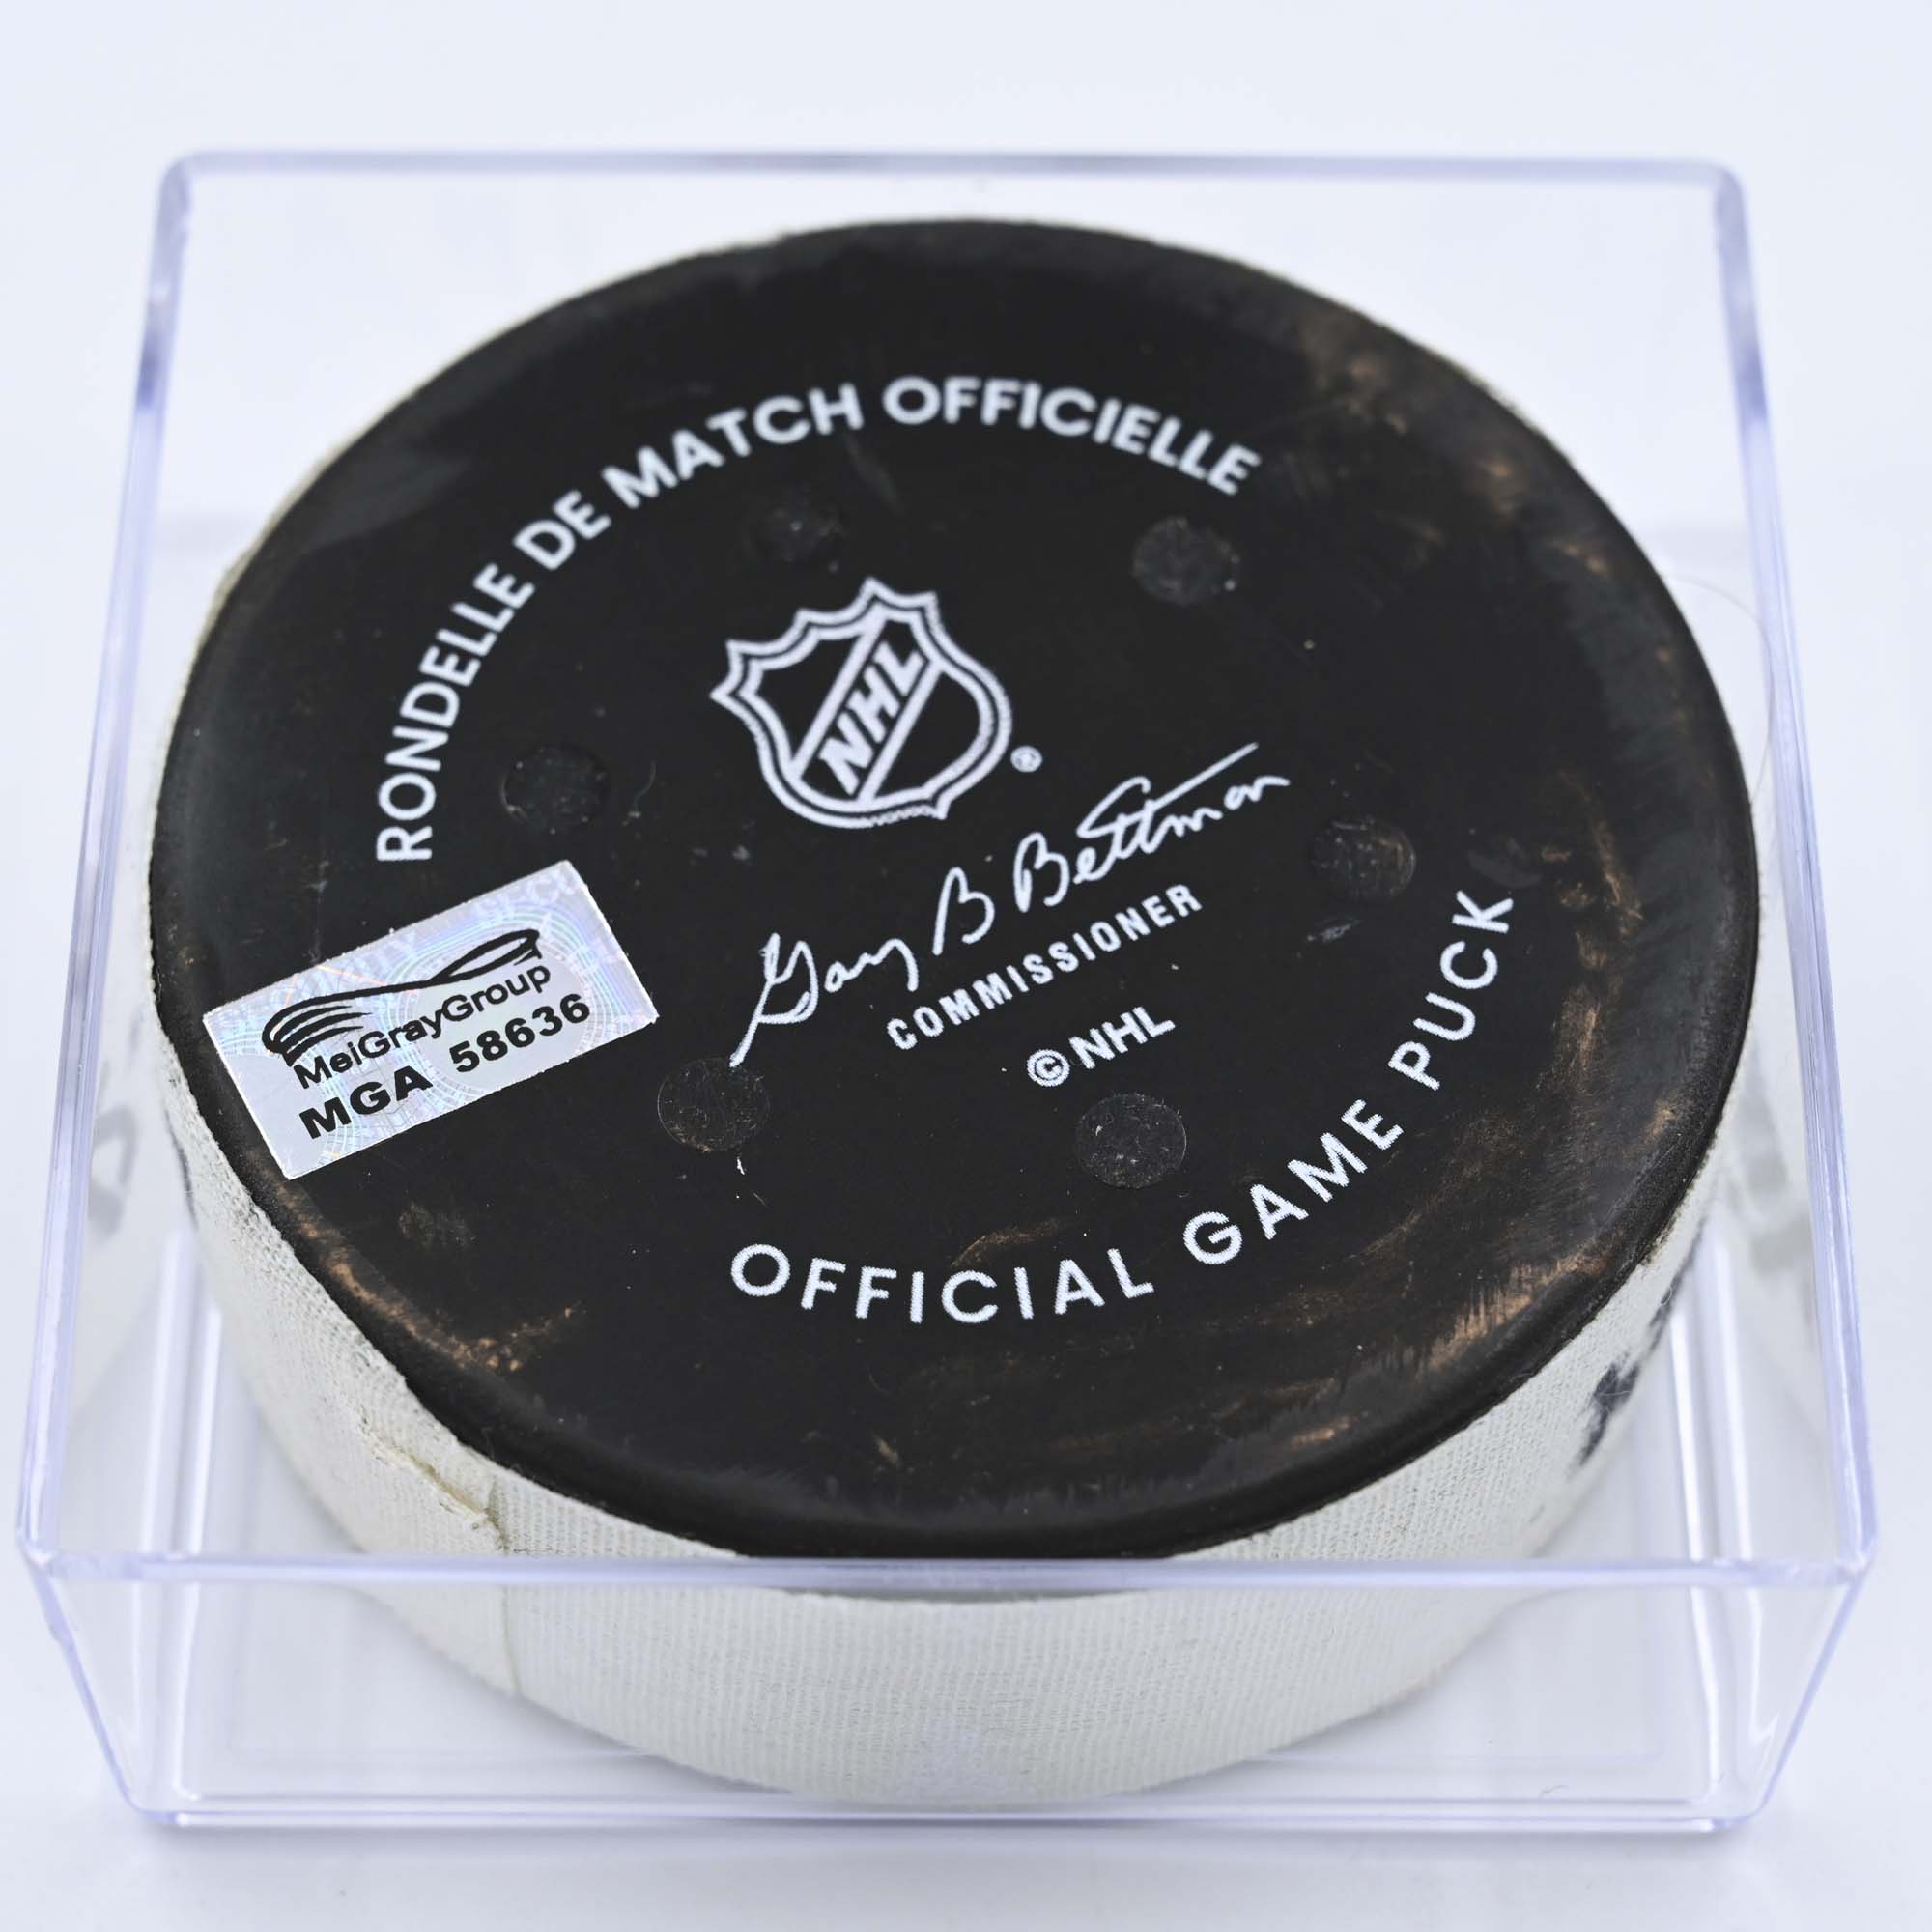 RONDELLE DE MATCH OFFICIELLE
NHL
®
Gary B Bettman
COMMISSIONER
© NHL
OFFICIAL GAME PUCK
MeiGrayGroup
MGA 58636